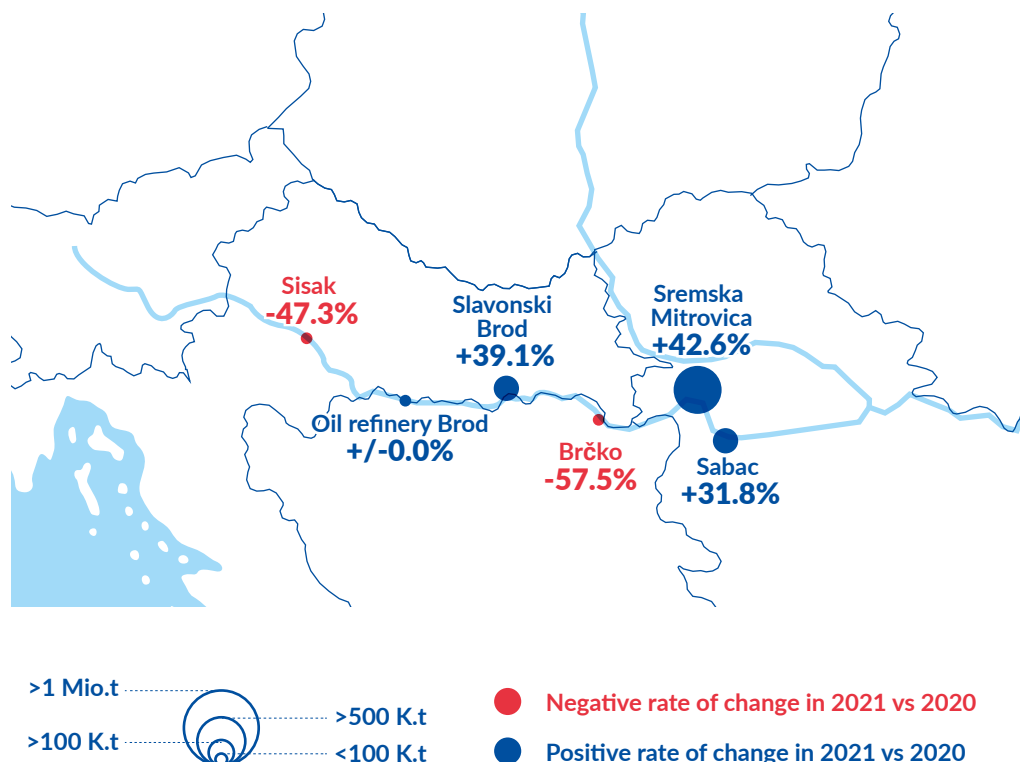 Sisak
-47.3%
Slavonski
Brod
+39.1%
Sremska
Mitrovica
+42.6%
Oil refinery Brod
+/-0.0%
Brčko
-57.5%
Sabac
+31.8%
>1 Mio.t
>500 K.t
>100 K.t
<100 K.t
Negative rate of change in 2021 vs 2020
Positive rate of change in 2021 vs 2020